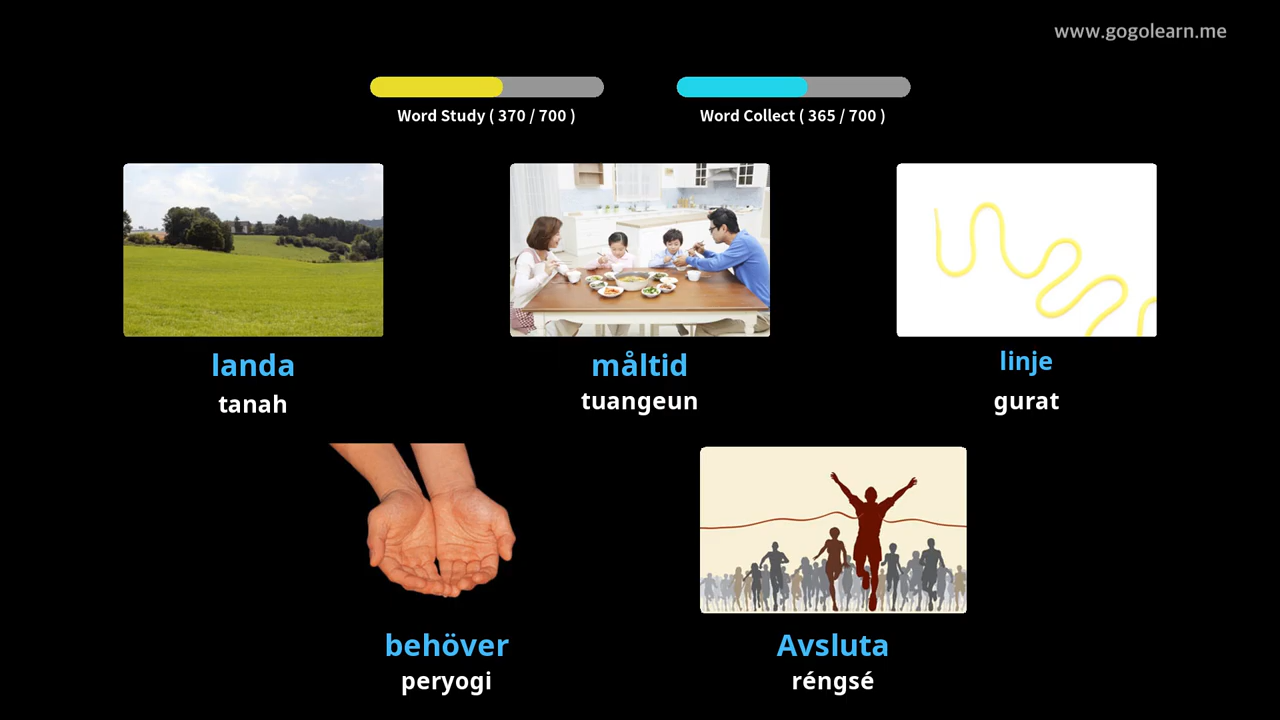 www.gogolearn.me
Word Study ( 370 / 700 )
Word Collect ( 365 / 700 )
landa
måltid
linje
tanah
tuangeun
gurat
behöver
Avsluta
peryogi
réngsé